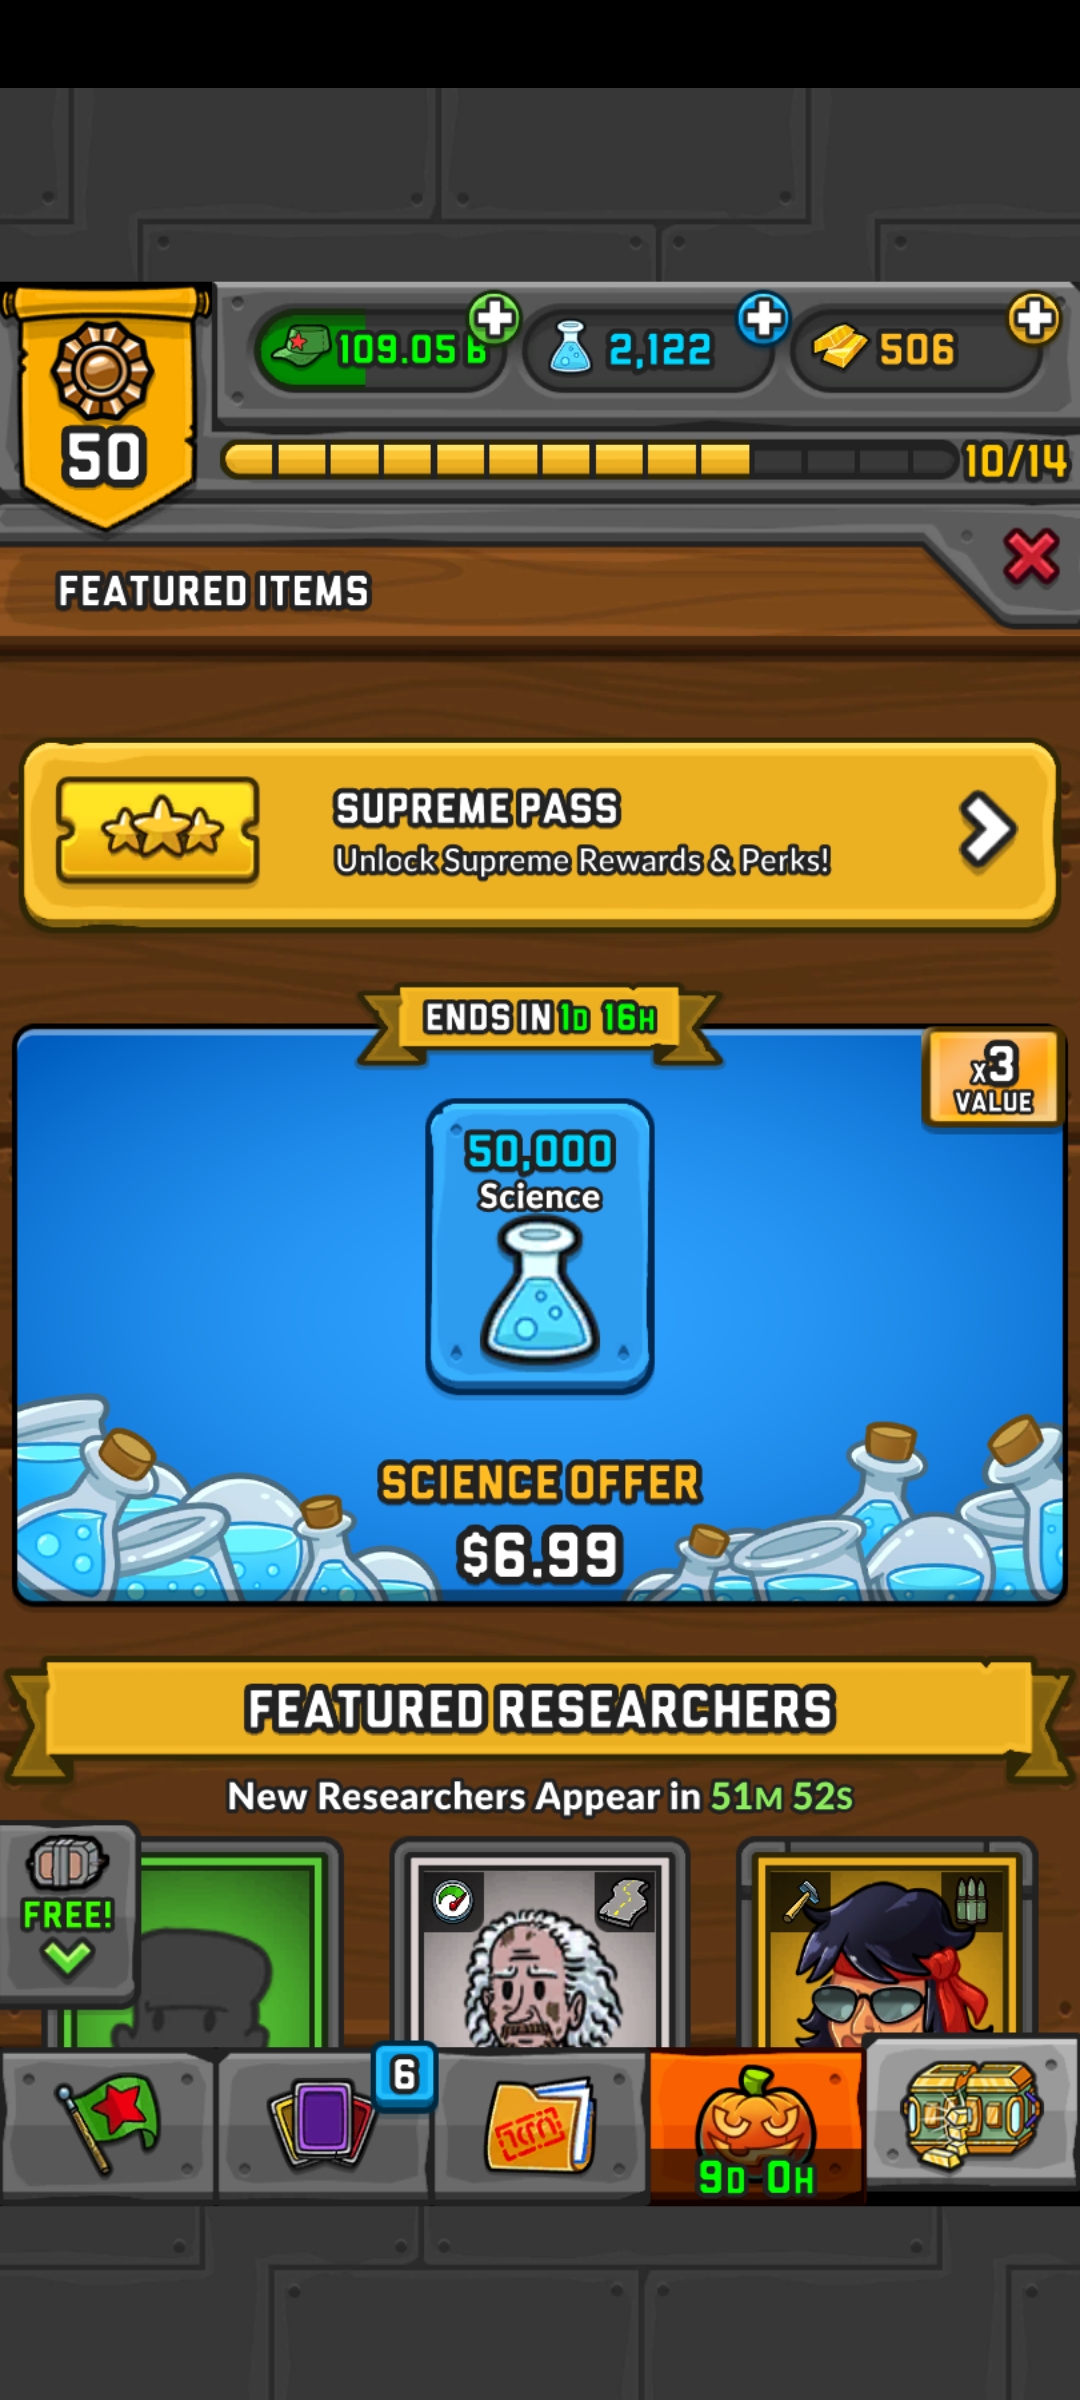 109.05 B
2,122
506
50
10/14
FEATURED ITEMS
SUPREME PASS
Unlock Supreme Rewards & Perks!
ENDS IN 1D 16H
x3
VALUE
50,000
Science
SCIENCE OFFER
$6.99
FEATURED RESEARCHERS
New Researchers Appear in 51M 52S
FREE!
6
9D 0H